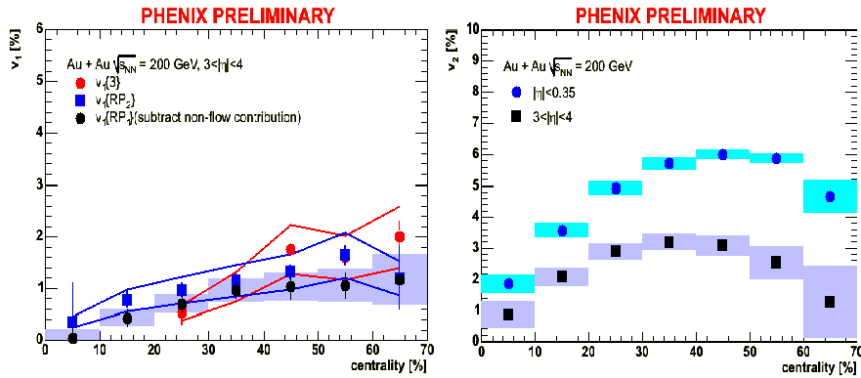 PHENIX PRELIMINARY
v₁ [%]
6
5
4
3
2
1
0
Au + Au √sNN = 200 GeV, 3<|η|<4
v₁{3}
v₁{RP₂}
v₁{RP₁}(subtract non-flow contribution)
0 10 20 30 40 50 60 70
centrality [%]
PHENIX PRELIMINARY
v₂ [%]
10
9
8
7
6
5
4
3
2
1
0
Au + Au √sNN = 200 GeV
|η|<0.35
3<|η|<4
0 10 20 30 40 50 60 70
centrality [%]